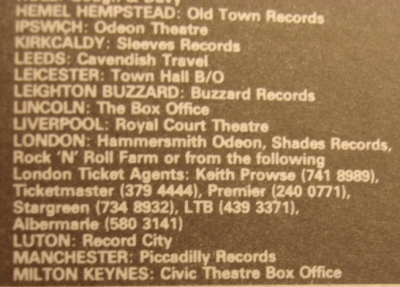 HEMEL HEMPSTEAD: Old Town Records
IPSWICH: Odeon Theatre
KIRKCALDY: Sleeves Records
LEEDS: Cavendish Travel
LEICESTER: Town Hall B/O
LEIGHTON BUZZARD: Buzzard Records
LINCOLN: The Box Office
LIVERPOOL: Royal Court Theatre
LONDON: Hammersmith Odeon, Shades Records,
Rock 'N' Roll Farm or from the following
London Ticket Agents: Keith Prowse (741 8989),
Ticketmaster (379 4444), Premier (240 0771),
Stargreen (734 8932), LTB (439 3371),
Albermarle (580 3141)
LUTON: Record City
MANCHESTER: Piccadilly Records
MILTON KEYNES: Civic Theatre Box Office